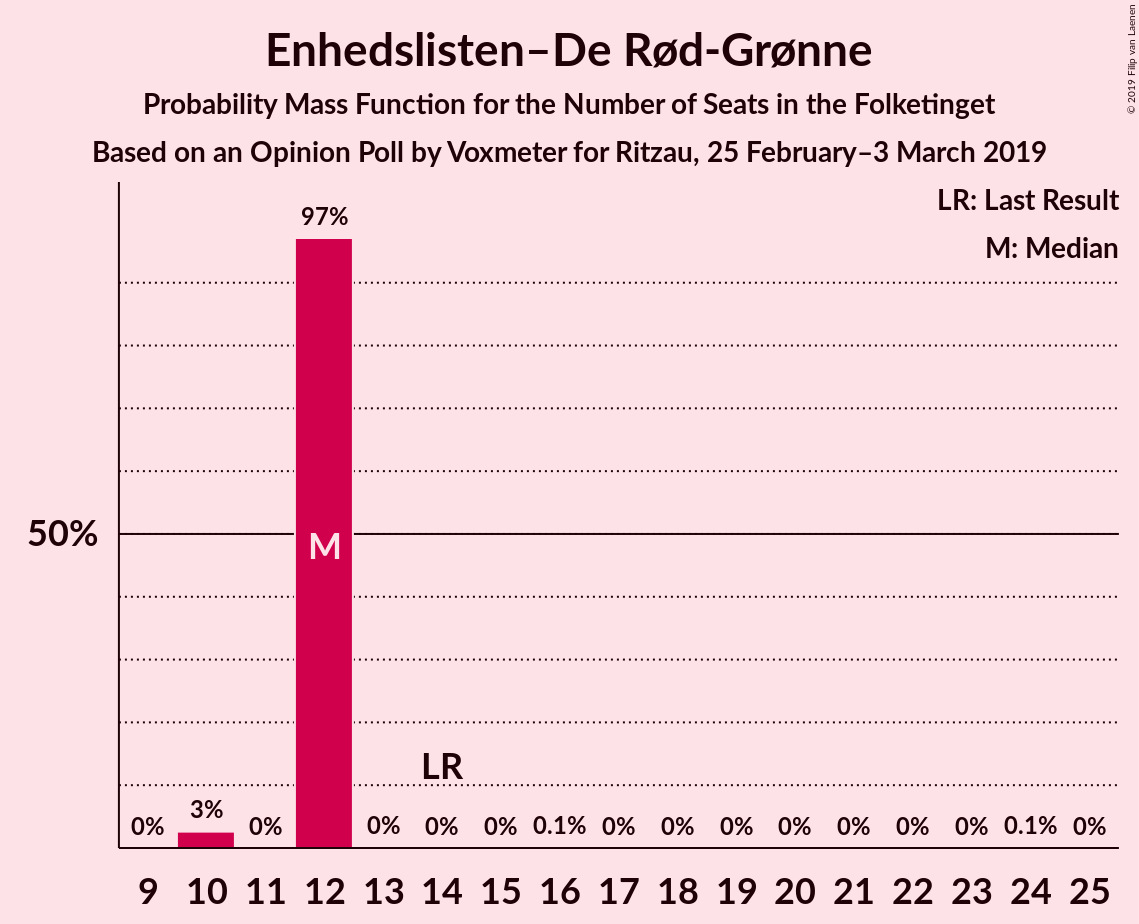 Enhedslisten–De Rød-Grønne
Probability Mass Function for the Number of Seats in the Folketinget
Based on an Opinion Poll by Voxmeter for Ritzau, 25 February–3 March 2019
© 2019 Filip van Laenen
LR: Last Result
M: Median
97%
50%
M
LR
0% 3% 0% 0% 0% 0% 0.1% 0% 0% 0% 0% 0% 0% 0% 0.1% 0%
9 10 11 12 13 14 15 16 17 18 19 20 21 22 23 24 25